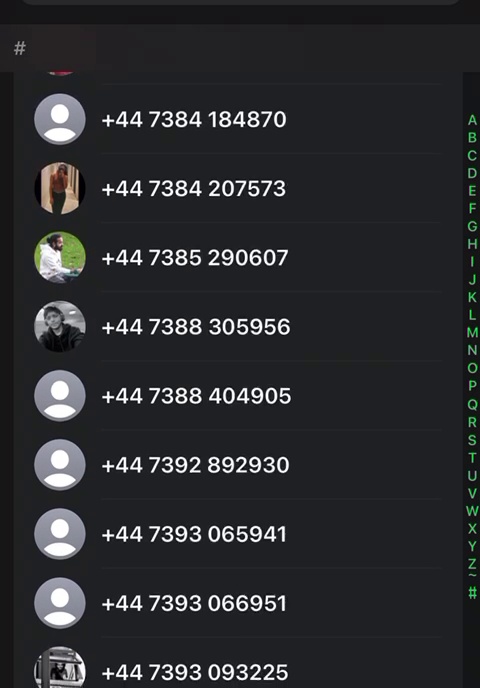 #
+44 7384 184870
+44 7384 207573
+44 7385 290607
+44 7388 305956
+44 7388 404905
+44 7392 892930
+44 7393 065941
+44 7393 066951
+44 7393 093225
A
B
C
D
E
F
G
H
I
J
K
L
M
N
O
P
Q
R
S
T
U
V
W
X
Y
Z
~
#